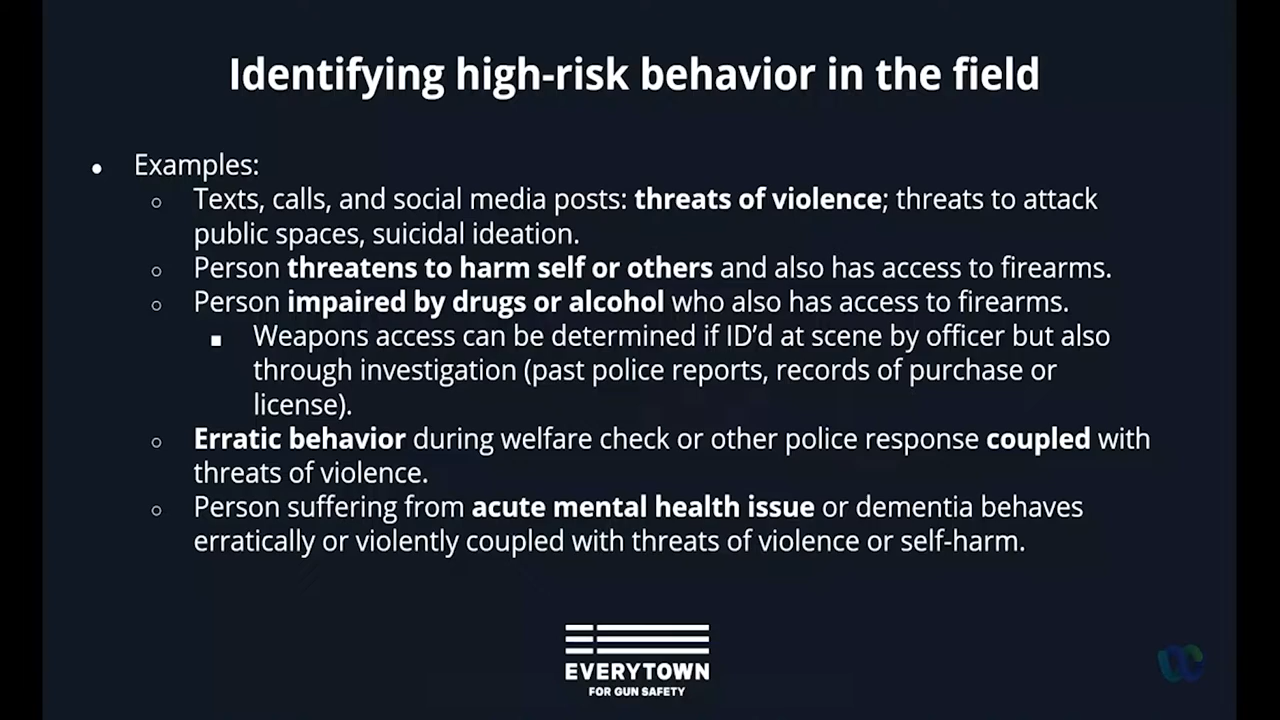 Identifying high-risk behavior in the field
• Examples:
○ Texts, calls, and social media posts: threats of violence; threats to attack
public spaces, suicidal ideation.
○ Person threatens to harm self or others and also has access to firearms.
○ Person impaired by drugs or alcohol who also has access to firearms.
■ Weapons access can be determined if ID’d at scene by officer but also
through investigation (past police reports, records of purchase or
license).
○ Erratic behavior during welfare check or other police response coupled with
threats of violence.
○ Person suffering from acute mental health issue or dementia behaves
erratically or violently coupled with threats of violence or self-harm.
EVERYTOWN
FOR GUN SAFETY